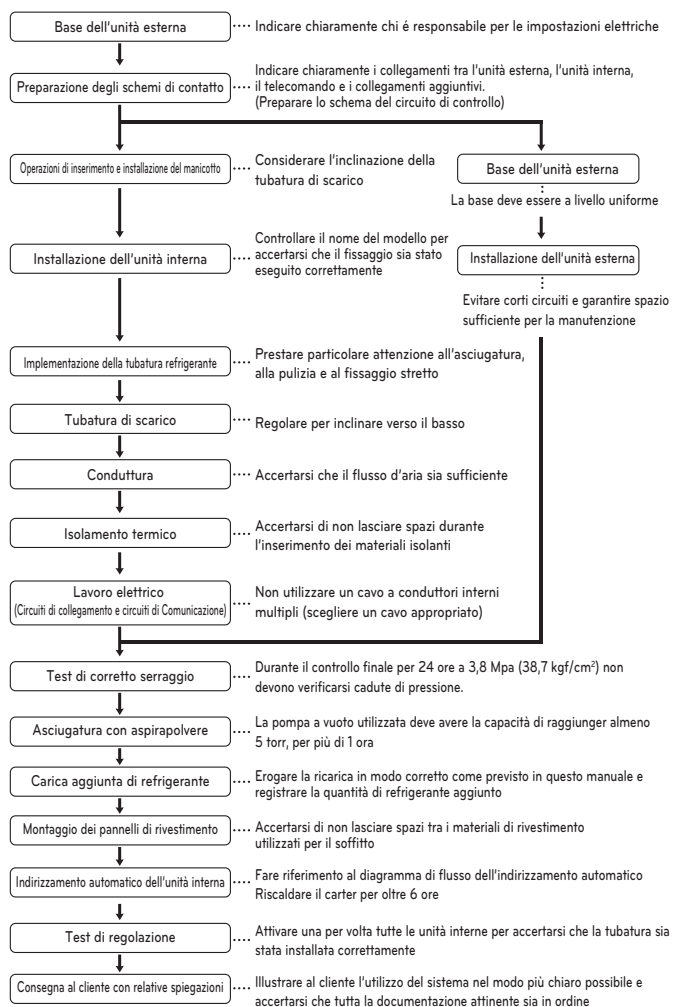 Base dell'unità esterna
Indicare chiaramente chi é responsabile per le impostazioni elettriche
Preparazione degli schemi di contatto
Indicare chiaramente i collegamenti tra l'unità esterna, l'unità interna,
il telecomando e i collegamenti aggiuntivi.
(Preparare lo schema del circuito di controllo)
Operazioni di inserimento e installazione del manicotto
Considerare l'inclinazione della
tubatura di scarico
Base dell'unità esterna
La base deve essere a livello uniforme
Installazione dell'unità interna
Controllare il nome del modello per
accertarsi che il fissaggio sia stato
eseguito correttamente
Installazione dell'unità esterna
Evitare corti circuiti e garantire spazio
sufficiente per la manutenzione
Implementazione della tubatura refrigerante
Prestare particolare attenzione all'asciugatura,
alla pulizia e al fissaggio stretto
Tubatura di scarico
Regolare per inclinare verso il basso
Conduttura
Accertarsi che il flusso d'aria sia sufficiente
Isolamento termico
Accertarsi di non lasciare spazi durante
l'inserimento dei materiali isolanti
Lavoro elettrico
(Circuiti di collegamento e circuiti di Comunicazione)
Non utilizzare un cavo a conduttori interni
multipli (scegliere un cavo appropriato)
Test di corretto serraggio
Durante il controllo finale per 24 ore a 3,8 Mpa (38,7 kgf/cm²) non
devono verificarsi cadute di pressione.
Asciugatura con aspirapolvere
La pompa a vuoto utilizzata deve avere la capacità di raggiunger almeno
5 torr, per più di 1 ora
Carica aggiunta di refrigerante
Erogare la ricarica in modo corretto come previsto in questo manuale e
registrare la quantità di refrigerante aggiunto
Montaggio dei pannelli di rivestimento
Accertarsi di non lasciare spazi tra i materiali di rivestimento
utilizzati per il soffitto
Indirizzamento automatico dell'unità interna
Fare riferimento al diagramma di flusso dell'indirizzamento automatico
Riscaldare il carter per oltre 6 ore
Test di regolazione
Attivare una per volta tutte le unità interne per accertarsi che la tubatura sia
stata installata correttamente
Consegna al cliente con relative spiegazioni
Illustrare al cliente l'utilizzo del sistema nel modo più chiaro possibile e
accertarsi che tutta la documentazione attinente sia in ordine